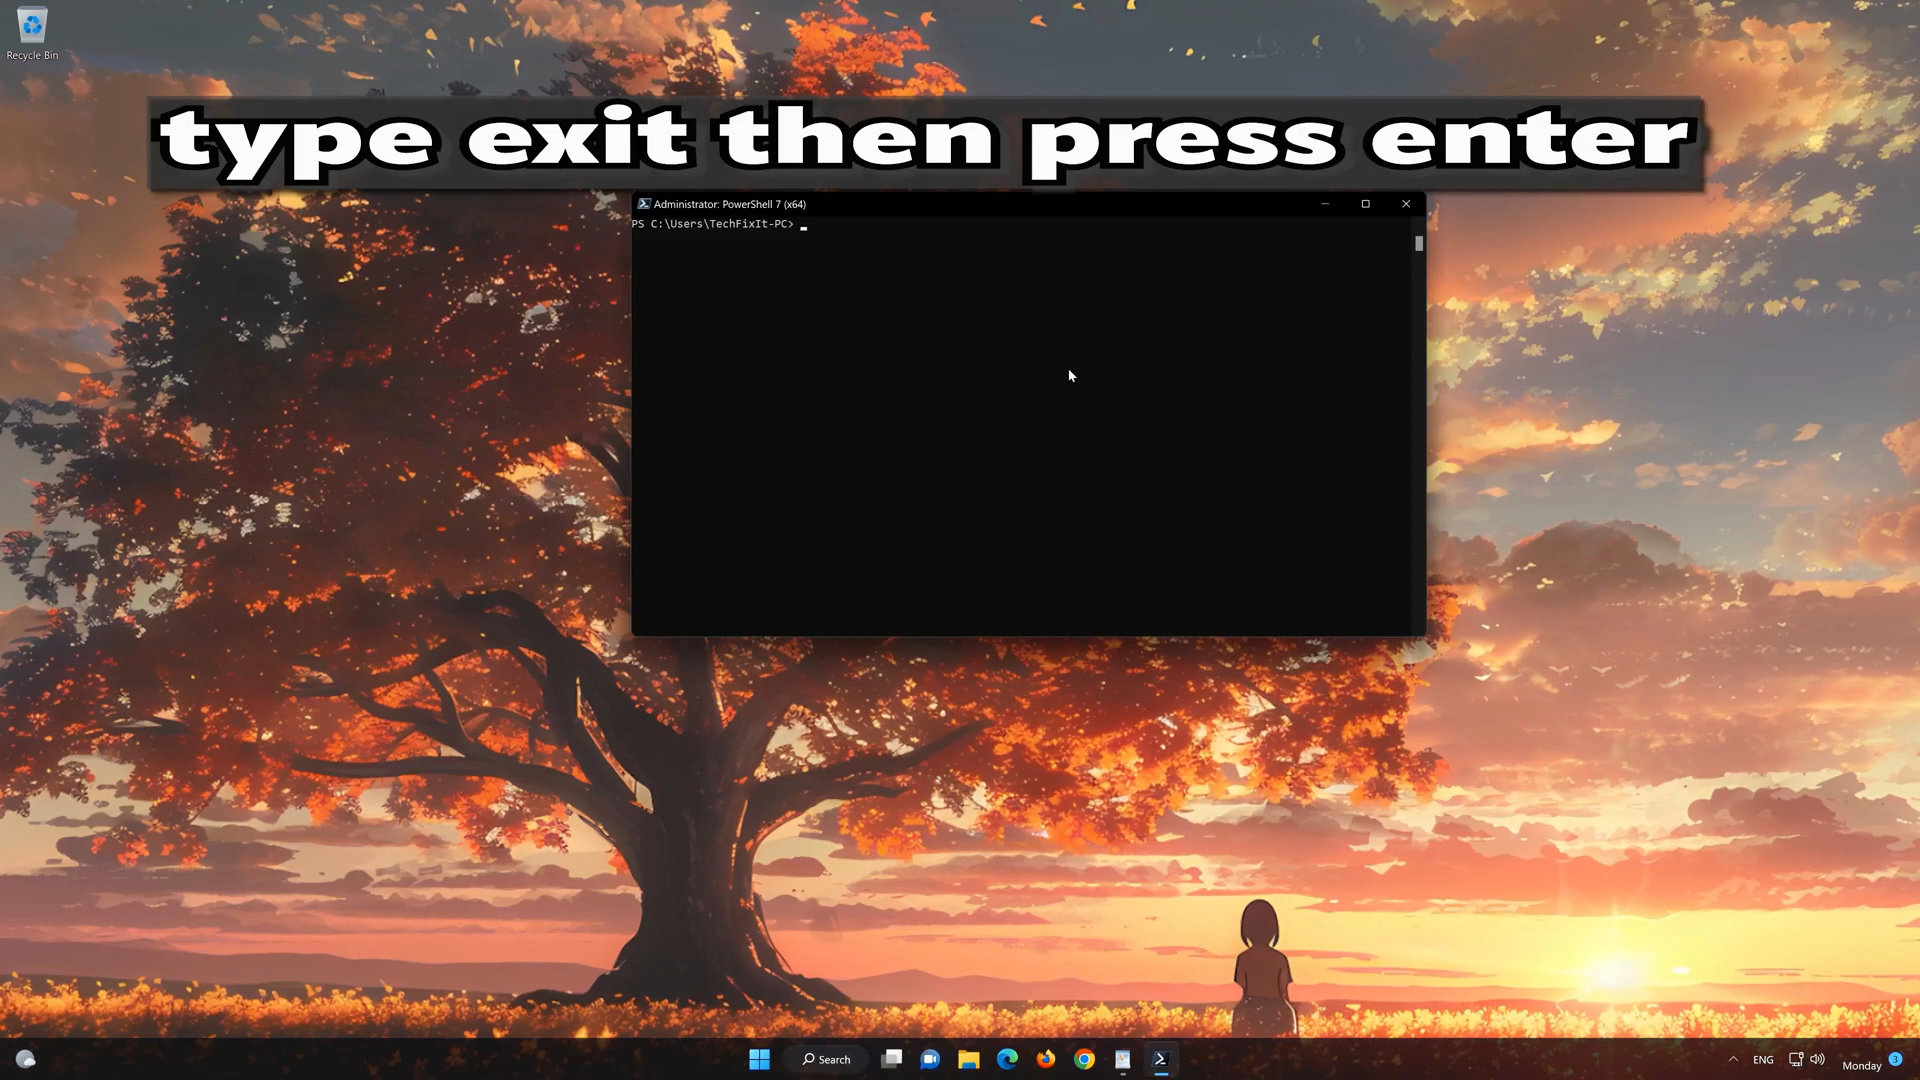 Recycle Bin
type exit then press enter
Administrator: PowerShell 7 (x64)
PS C:\Users\TechFixIt-PC>
Search
ENG
Monday
3